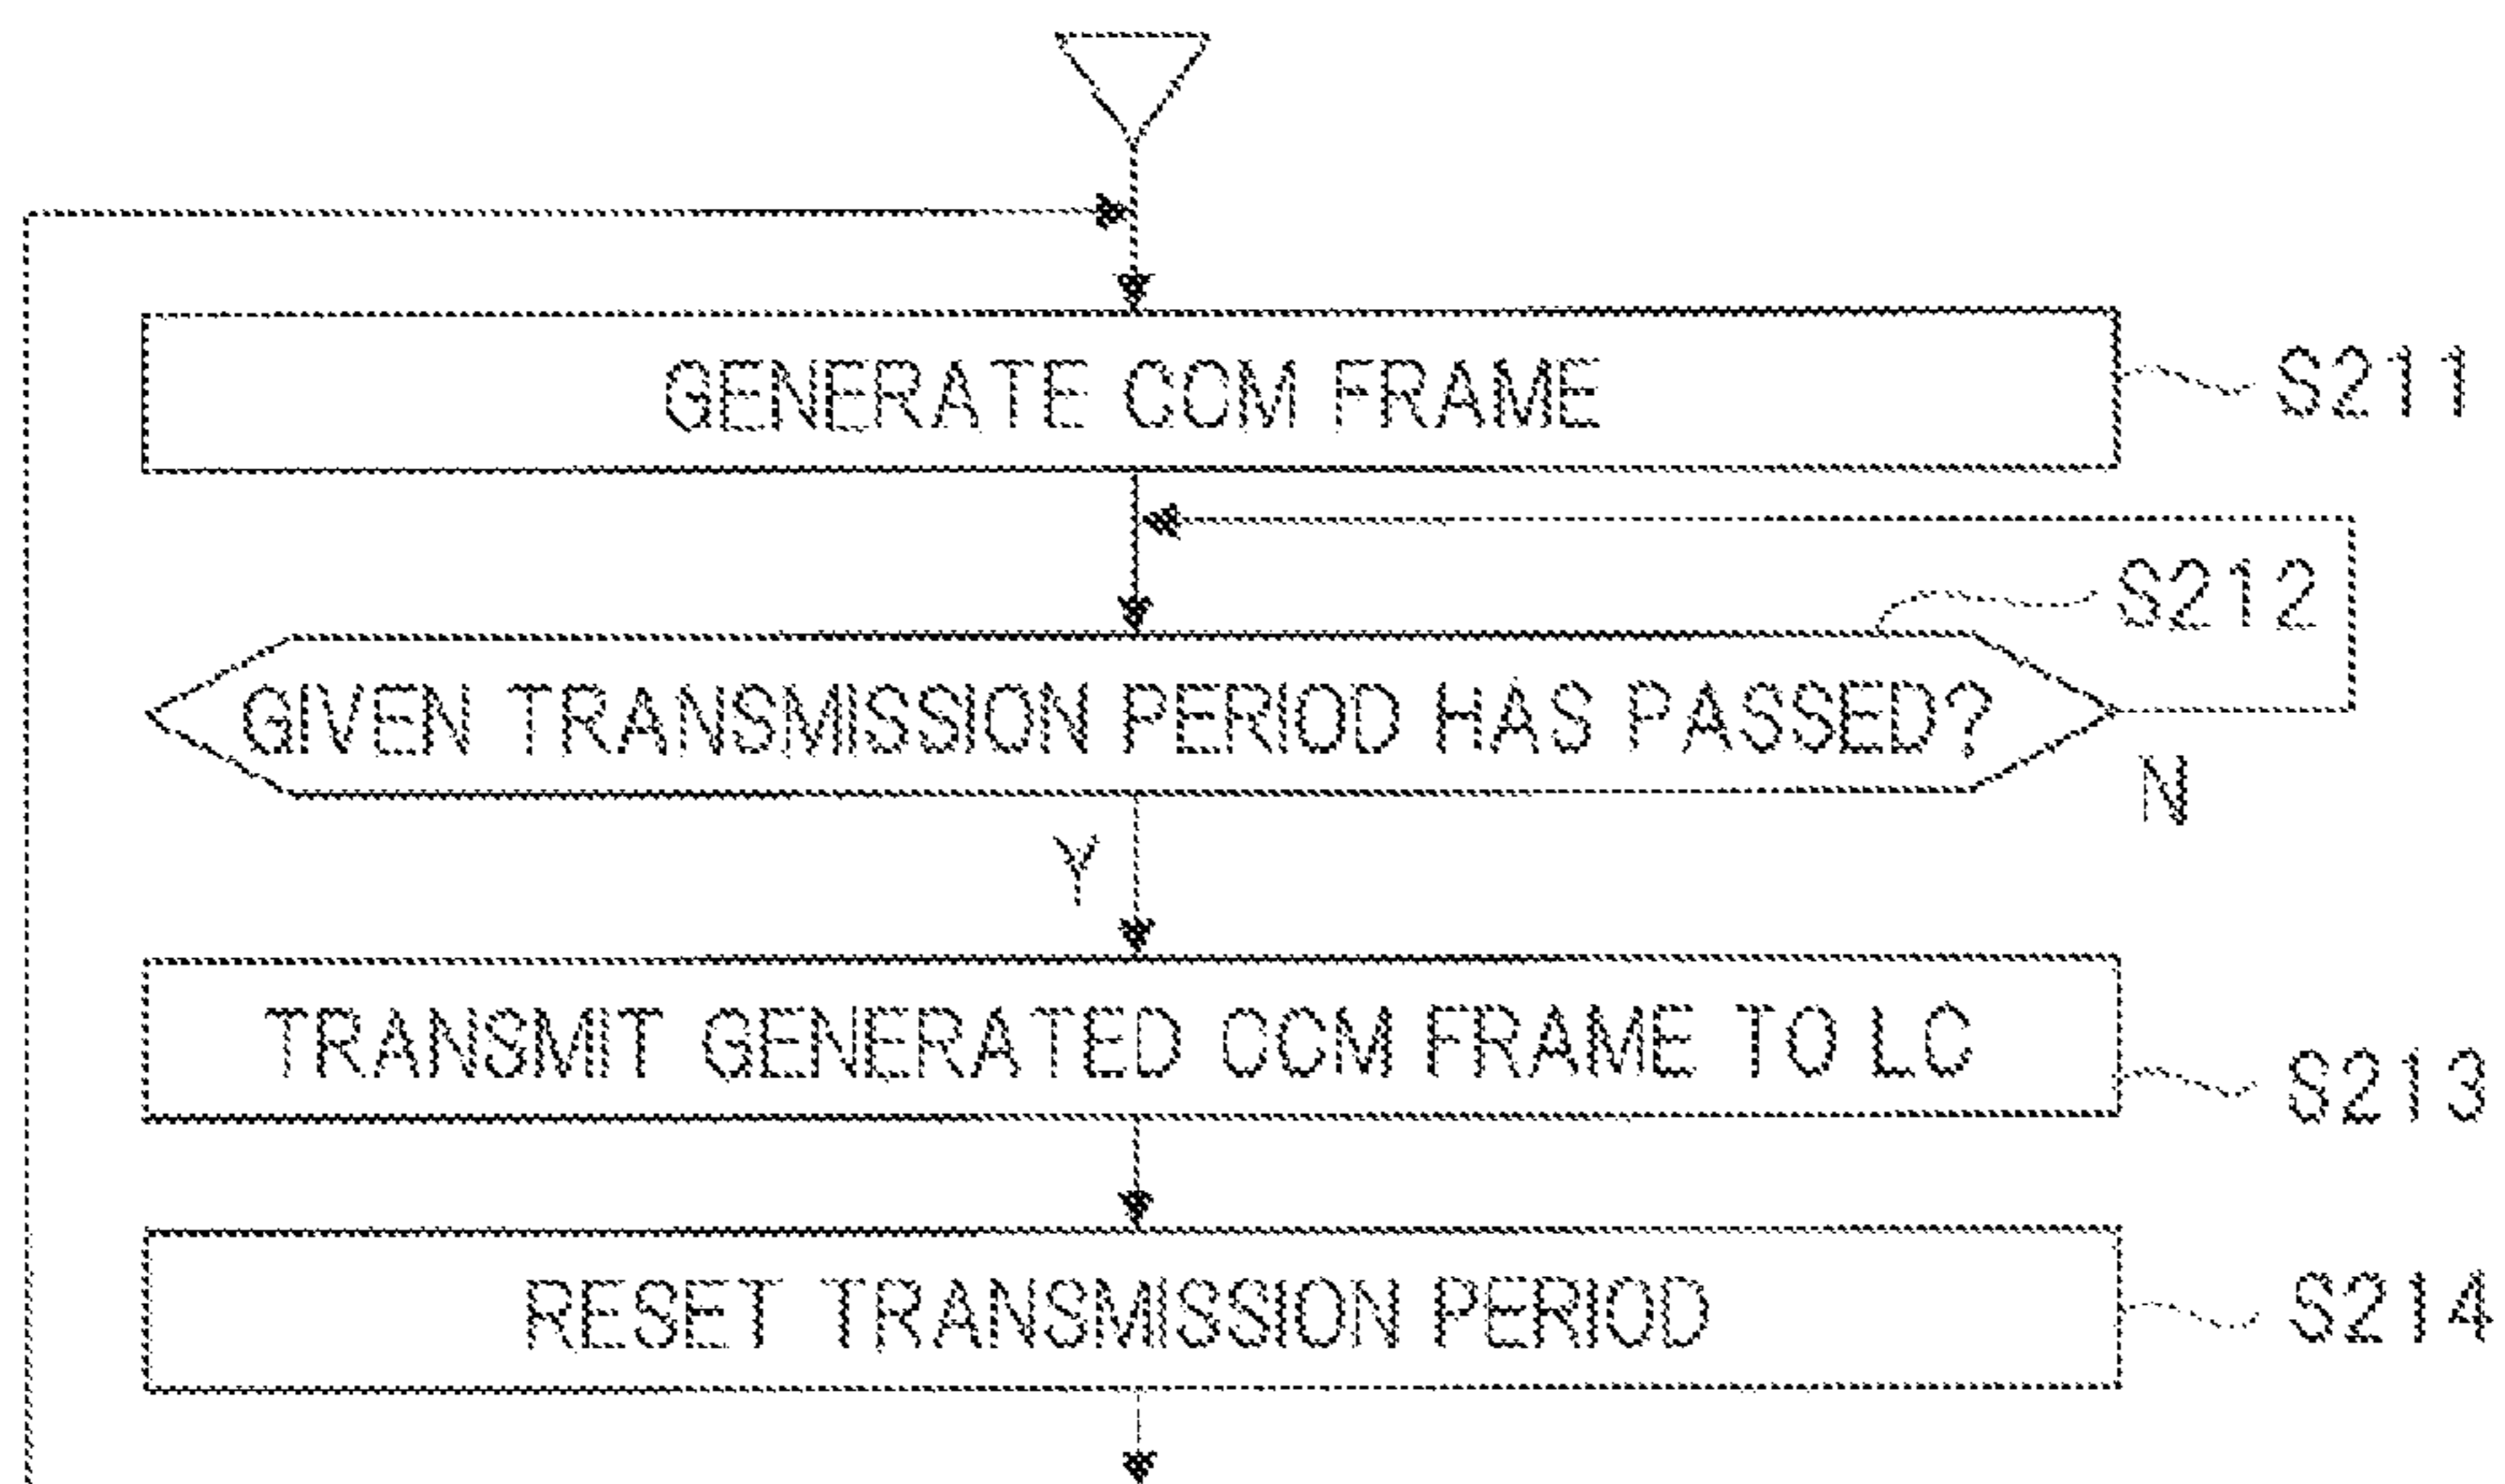 GENERATE CCM FRAME
S211
S212
GIVEN TRANSMISSION PERIOD HAS PASSED?
N
Y
TRANSMIT GENERATED CCM FRAME TO LC
S213
RESET TRANSMISSION PERIOD
S214